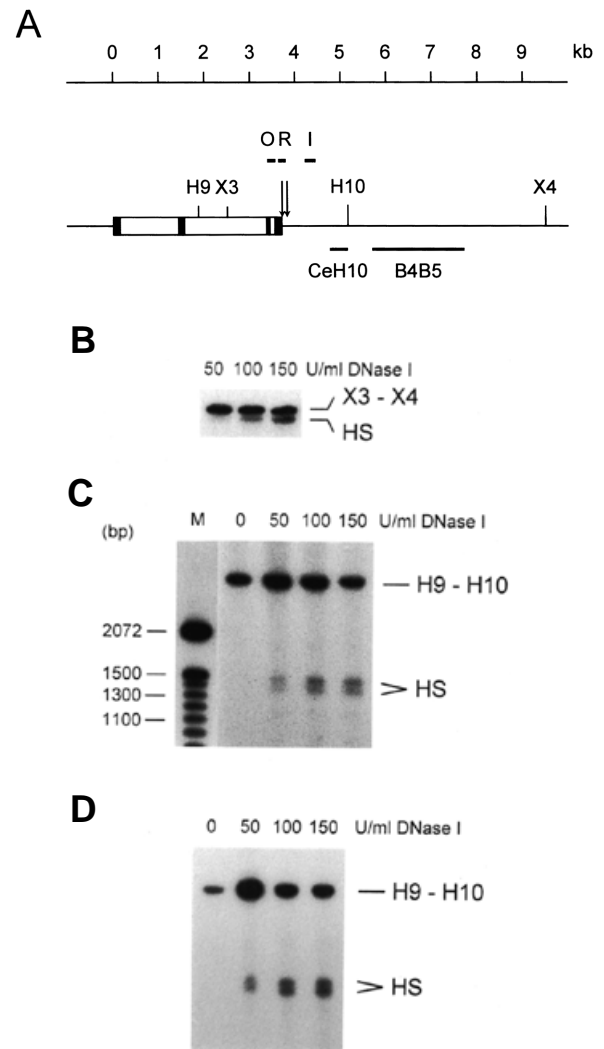 A
0 1 2 3 4 5 6 7 8 9 kb
O R I
H9 X3 H10 X4
CeH10 B4B5
B
50 100 150 U/ml DNase I
X3 - X4
HS
C
(bp) M 0 50 100 150 U/ml DNase I
H9 - H10
2072
1500
HS
1300
1100
D
0 50 100 150 U/ml DNase I
H9 - H10
HS